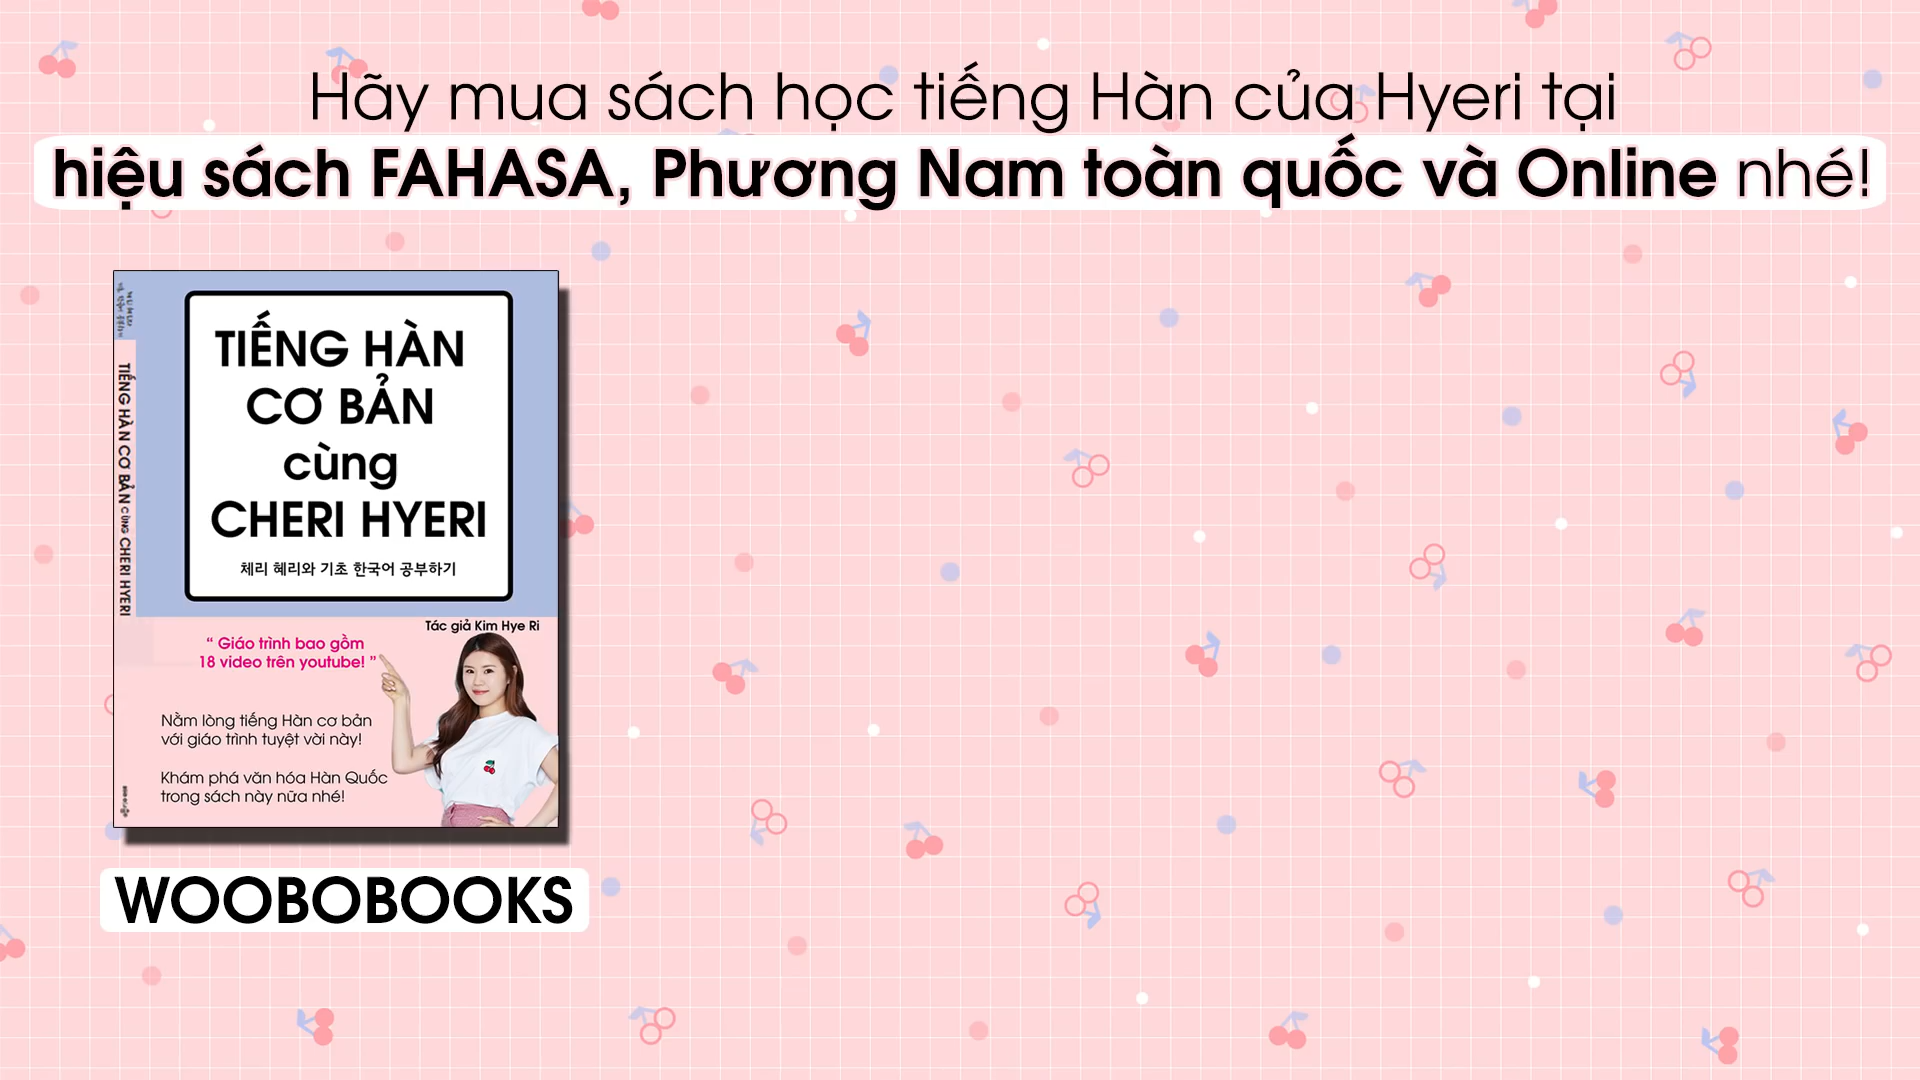 Hãy mua sách học tiếng Hàn của Hyeri tại
hiệu sách FAHASA, Phương Nam toàn quốc và Online nhé!
TIẾNG HÀN CƠ BẢN CÙNG CHERI HYERI
TIẾNG HÀN
CƠ BẢN
cùng
CHERI HYERI
체리 혜리와 기초 한국어 공부하기
Tác giả Kim Hye Ri
“ Giáo trình bao gồm
18 video trên youtube! ”
Nằm lòng tiếng Hàn cơ bản
với giáo trình tuyệt vời này!
Khám phá văn hóa Hàn Quốc
trong sách này nữa nhé!
WOOBOBOOKS